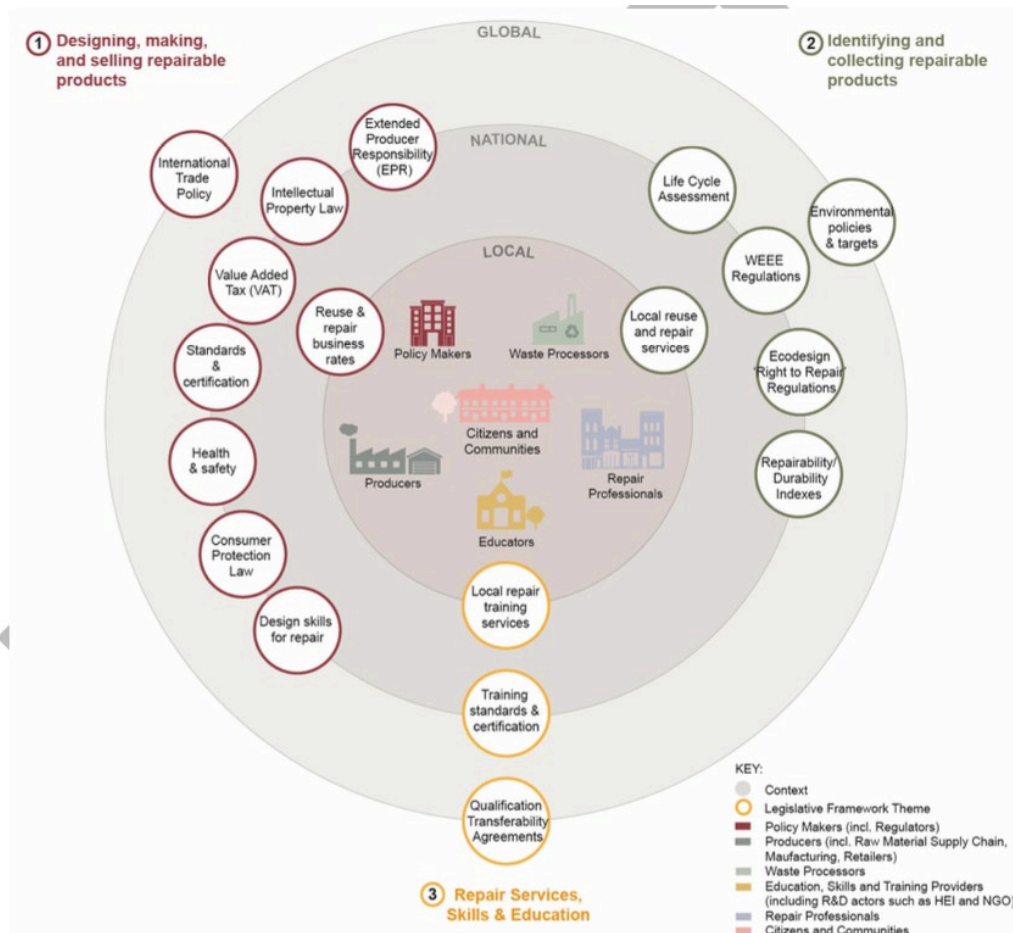 GLOBAL
1 Designing, making,
and selling repairable
products
2 Identifying and
collecting repairable
products
NATIONAL
LOCAL
Extended
Producer
Responsibility
(EPR)
International
Trade
Policy
Intellectual
Property Law
Value Added
Tax (VAT)
Reuse &
repair
business
rates
Standards
&
certification
Health
& safety
Consumer
Protection
Law
Design skills
for repair
Life Cycle
Assessment
Environmental
policies
& targets
WEEE
Regulations
Local reuse
and repair
services
Ecodesign
'Right to Repair'
Regulations
Repairability/
Durability
Indexes
Policy Makers
Waste Processors
Citizens and
Communities
Producers
Repair
Professionals
Educators
Local repair
training
services
Training
standards &
certification
Qualification
Transferability
Agreements
3 Repair Services,
Skills & Education
KEY:
Context
Legislative Framework Theme
Policy Makers (incl. Regulators)
Producers (incl. Raw Material Supply Chain,
Maufacturing, Retailers)
Waste Processors
Education, Skills and Training Providers
(including R&D actors such as HEI and NGO)
Repair Professionals
Citizens and Communities